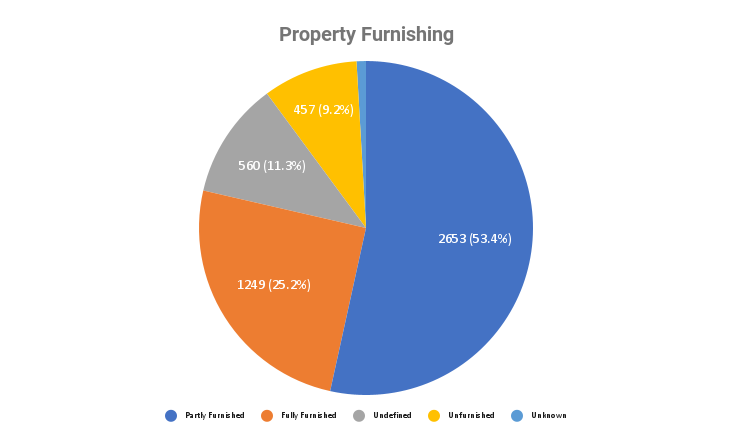 Property Furnishing
457 (9.2%)
560 (11.3%)
2653 (53.4%)
1249 (25.2%)
Partly Furnished Fully Furnished Undefined Unfurnished Unknown